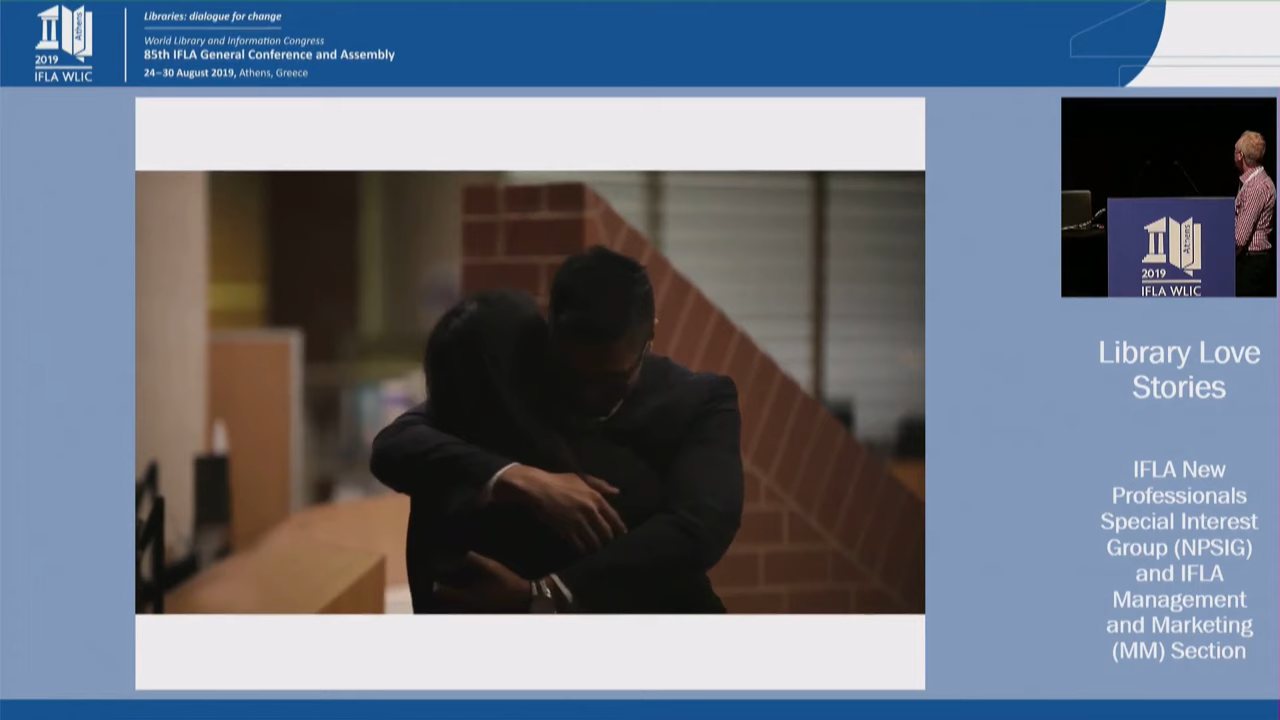 Athens
2019
IFLA WLIC
Libraries: dialogue for change
World Library and Information Congress
85th IFLA General Conference and Assembly
24–30 August 2019, Athens, Greece
Athens
2019
IFLA WLIC
Library Love
Stories
IFLA New
Professionals
Special Interest
Group (NPSIG)
and IFLA
Management
and Marketing
(MM) Section